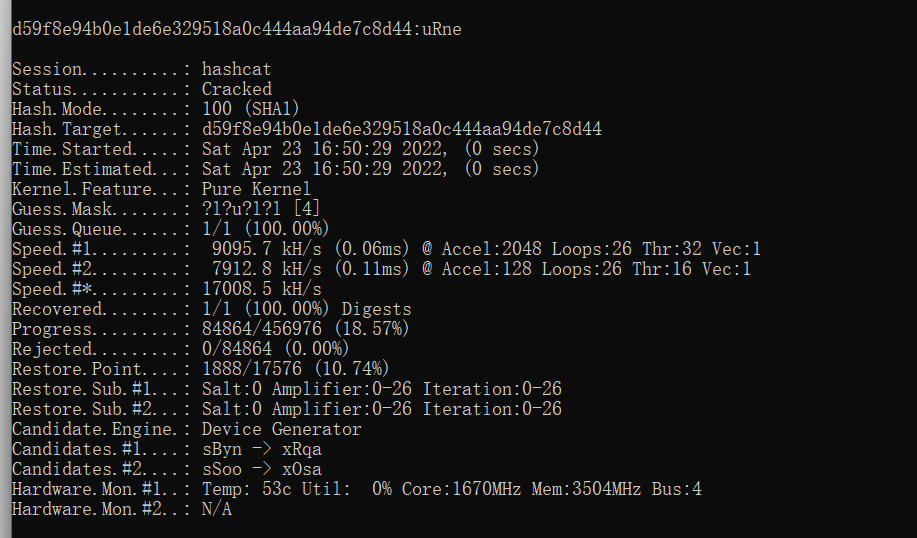 d59f8e94b0e1de6e329518a0c444aa94de7c8d44:uRne
Session..........: hashcat
Status...........: Cracked
Hash.Mode........: 100 (SHA1)
Hash.Target......: d59f8e94b0e1de6e329518a0c444aa94de7c8d44
Time.Started.....: Sat Apr 23 16:50:29 2022, (0 secs)
Time.Estimated...: Sat Apr 23 16:50:29 2022, (0 secs)
Kernel.Feature...: Pure Kernel
Guess.Mask.......: ?l?u?l?l [4]
Guess.Queue......: 1/1 (100.00%)
Speed.#1.........:  9095.7 kH/s (0.06ms) @ Accel:2048 Loops:26 Thr:32 Vec:1
Speed.#2.........:  7912.8 kH/s (0.11ms) @ Accel:128 Loops:26 Thr:16 Vec:1
Speed.#*.........: 17008.5 kH/s
Recovered........: 1/1 (100.00%) Digests
Progress.........: 84864/456976 (18.57%)
Rejected.........: 0/84864 (0.00%)
Restore.Point....: 1888/17576 (10.74%)
Restore.Sub.#1...: Salt:0 Amplifier:0-26 Iteration:0-26
Restore.Sub.#2...: Salt:0 Amplifier:0-26 Iteration:0-26
Candidate.Engine.: Device Generator
Candidates.#1....: sByn -> xRqa
Candidates.#2....: sSoo -> xOsa
Hardware.Mon.#1..: Temp: 53c Util:  0% Core:1670MHz Mem:3504MHz Bus:4
Hardware.Mon.#2..: N/A